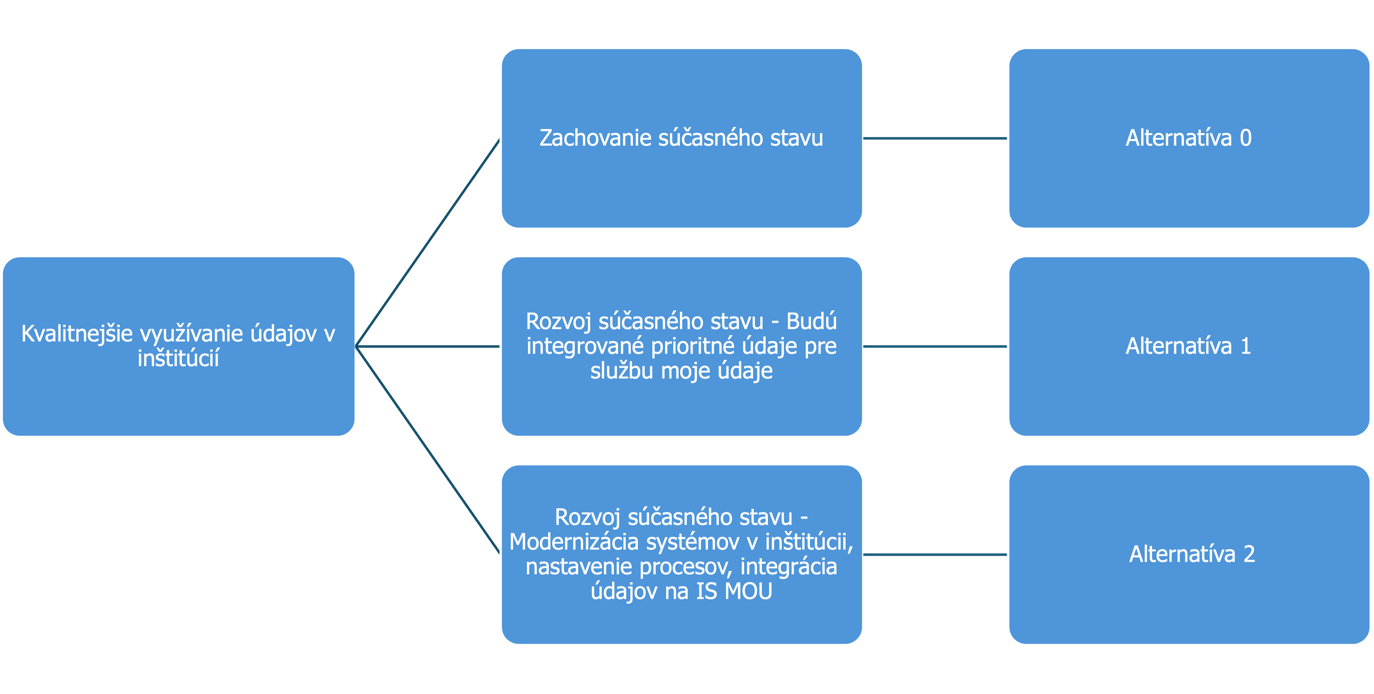 Zachovanie súčasného stavu
Alternatíva 0
Kvalitnejšie využívanie údajov v
inštitúcií
Rozvoj súčasného stavu - Budú
integrované prioritné údaje pre
službu moje údaje
Alternatíva 1
Rozvoj súčasného stavu -
Modernizácia systémov v inštitúcii,
nastavenie procesov, integrácia
údajov na IS MOU
Alternatíva 2